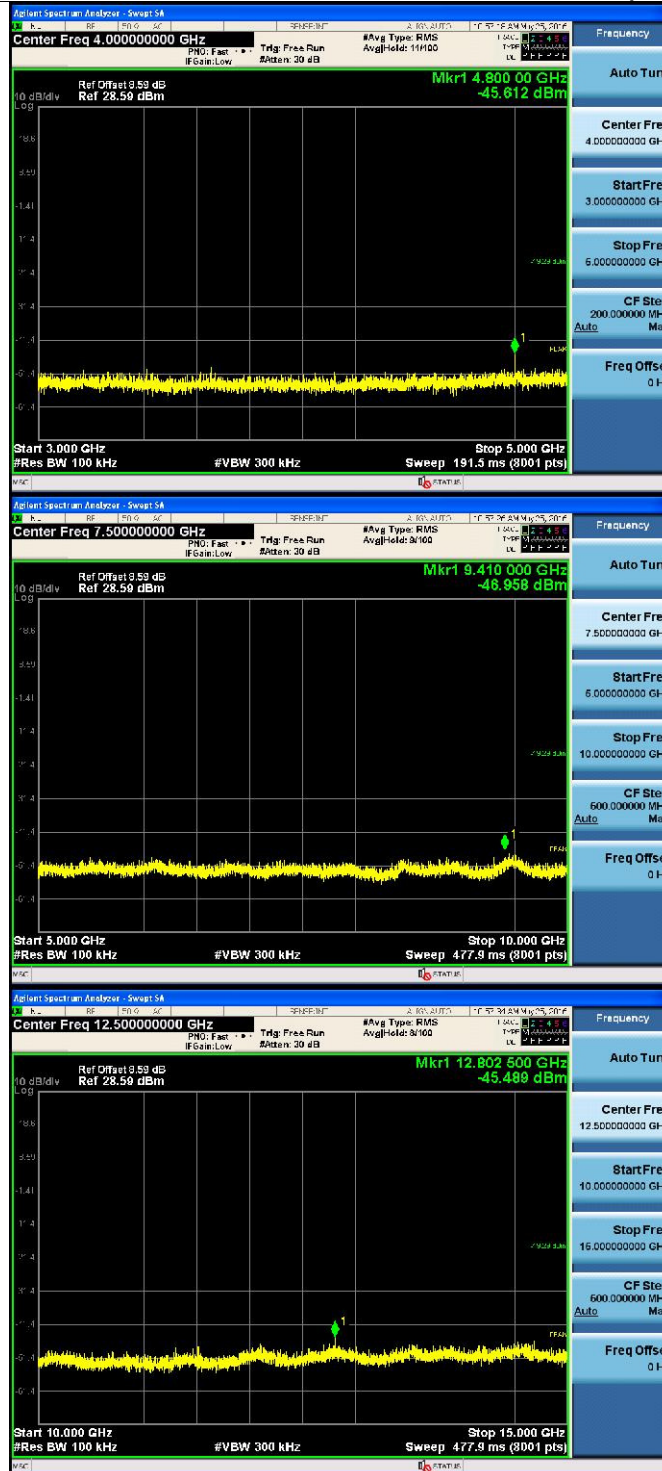 Agilent Spectrum Analyzer - Swept SA
Center Freq 4.000000000 GHz
PNO: Fast
IFGain:Low
Trig: Free Run
#Atten: 30 dB
#Avg Type: RMS
Avg|Hold: 11/100
Frequency
Auto Tun
Ref Offset 8.59 dB
10 dB/div Ref 28.59 dBm
Log
Mkr1 4.800 00 GHz
-45.612 dBm
Center Fre
4.000000000 GH
Start Fre
3.000000000 GH
Stop Fre
5.000000000 GH
CF Ste
200.000000 MH
Auto Ma
Freq Offse
0 H
1
Start 3.000 GHz
Stop 5.000 GHz
#Res BW 100 kHz
#VBW 300 kHz
Sweep 191.5 ms (8001 pts)
MSG
STATUS
Agilent Spectrum Analyzer - Swept SA
Center Freq 7.500000000 GHz
PNO: Fast
IFGain:Low
Trig: Free Run
#Atten: 30 dB
#Avg Type: RMS
Avg|Hold: 9/100
Frequency
Auto Tun
Ref Offset 8.59 dB
10 dB/div Ref 28.59 dBm
Log
Mkr1 9.410 000 GHz
-46.958 dBm
Center Fre
7.500000000 GH
Start Fre
5.000000000 GH
Stop Fre
10.000000000 GH
CF Ste
500.000000 MH
Auto Ma
Freq Offse
0 H
1
Start 5.000 GHz
Stop 10.000 GHz
#Res BW 100 kHz
#VBW 300 kHz
Sweep 477.9 ms (8001 pts)
MSG
STATUS
Agilent Spectrum Analyzer - Swept SA
Center Freq 12.500000000 GHz
PNO: Fast
IFGain:Low
Trig: Free Run
#Atten: 30 dB
#Avg Type: RMS
Avg|Hold: 8/100
Frequency
Auto Tun
Ref Offset 8.59 dB
10 dB/div Ref 28.59 dBm
Log
Mkr1 12.802 500 GHz
-45.489 dBm
Center Fre
12.500000000 GH
Start Fre
10.000000000 GH
Stop Fre
15.000000000 GH
CF Ste
500.000000 MH
Auto Ma
Freq Offse
0 H
1
Start 10.000 GHz
Stop 15.000 GHz
#Res BW 100 kHz
#VBW 300 kHz
Sweep 477.9 ms (8001 pts)
MSG
STATUS